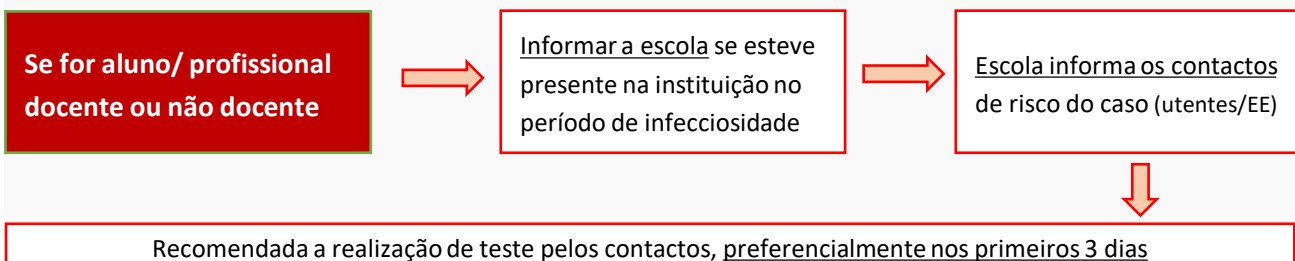 Se for aluno/ profissional
docente ou não docente
Informar a escola se esteve
presente na instituição no
período de infecciosidade
Escola informa os contactos
de risco do caso (utentes/EE)
Recomendada a realização de teste pelos contactos, preferencialmente nos primeiros 3 dias